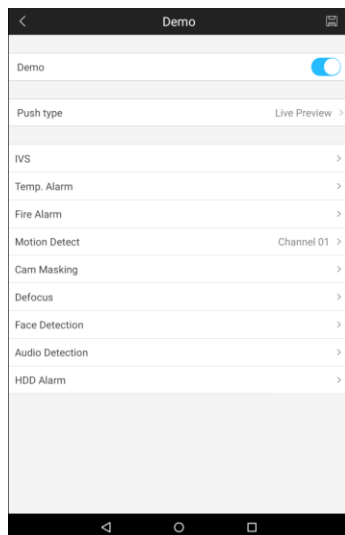 Demo
Demo
Push type Live Preview
IVS
Temp. Alarm
Fire Alarm
Motion Detect Channel 01
Cam Masking
Defocus
Face Detection
Audio Detection
HDD Alarm